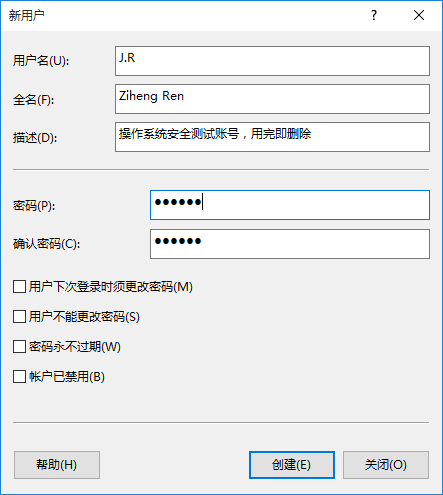 新用户
?
用户名(U):
J.R
全名(F):
Ziheng Ren
描述(D):
操作系统安全测试账号，用完即删除
密码(P):
●●●●●●
确认密码(C):
●●●●●●
用户下次登录时须更改密码(M)
用户不能更改密码(S)
密码永不过期(W)
帐户已禁用(B)
帮助(H)
创建(E)
关闭(O)